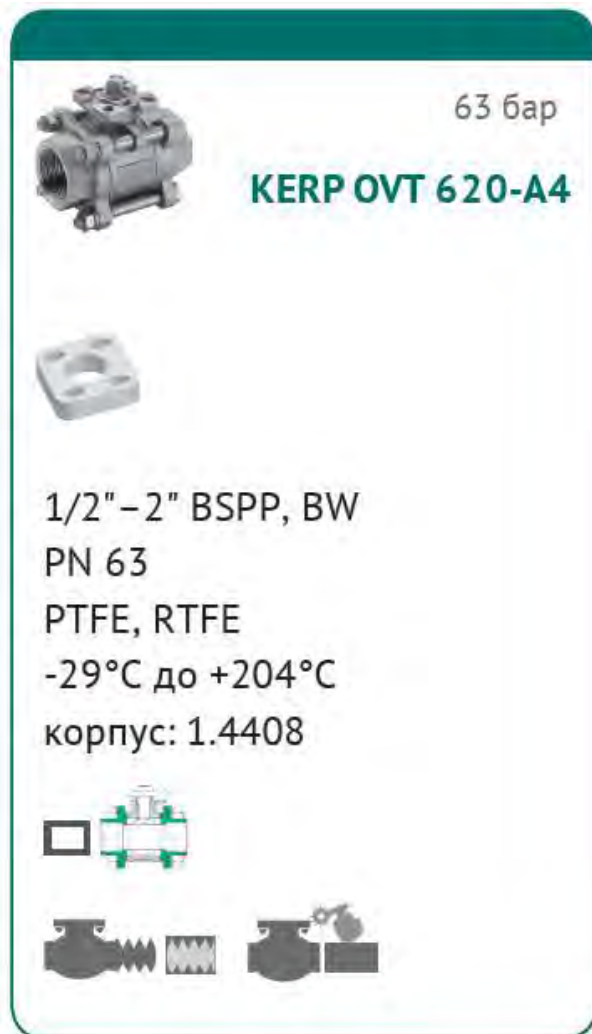 63 бар
KERP OVT 620-A4
1/2"–2" BSPP, BW
PN 63
PTFE, RTFE
-29°C до +204°C
корпус: 1.4408